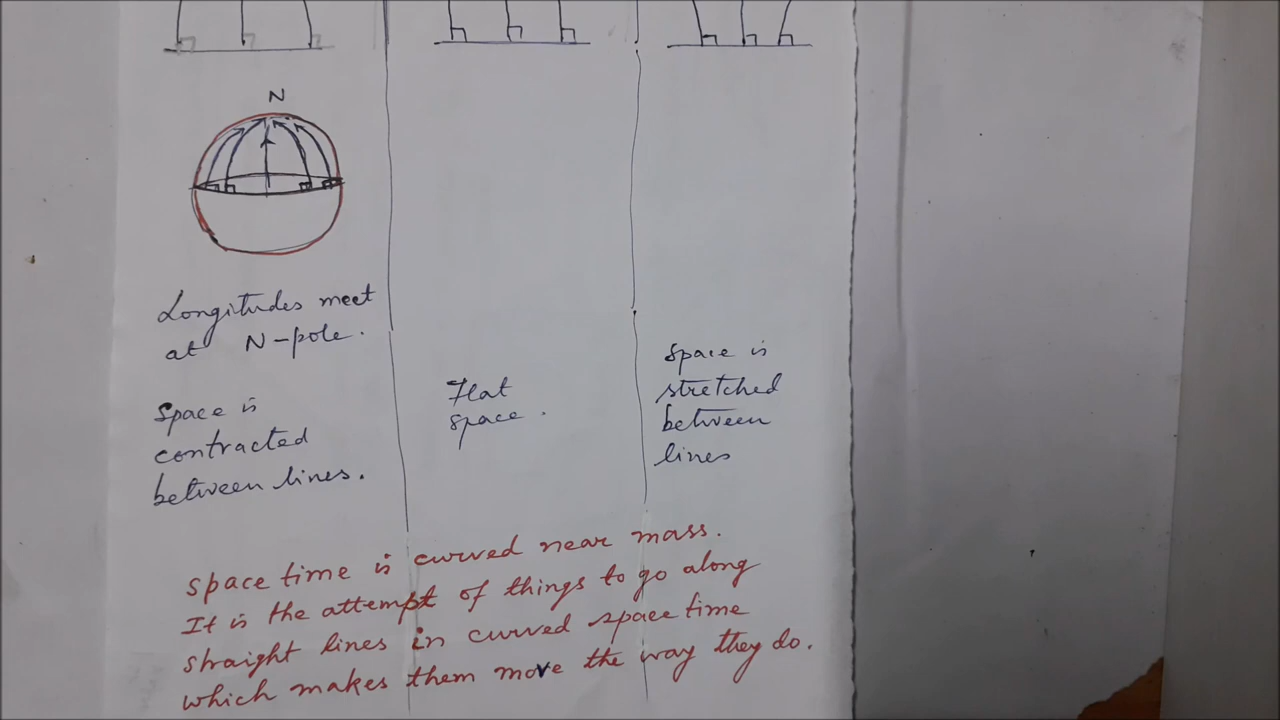 N
Longitudes meet
at N-pole.
Space is
contracted
between lines.
Flat
space.
Space is
stretched
between
lines
Space time is curved near mass.
It is the attempt of things to go along
straight lines in curved space time
which makes them move the way they do.